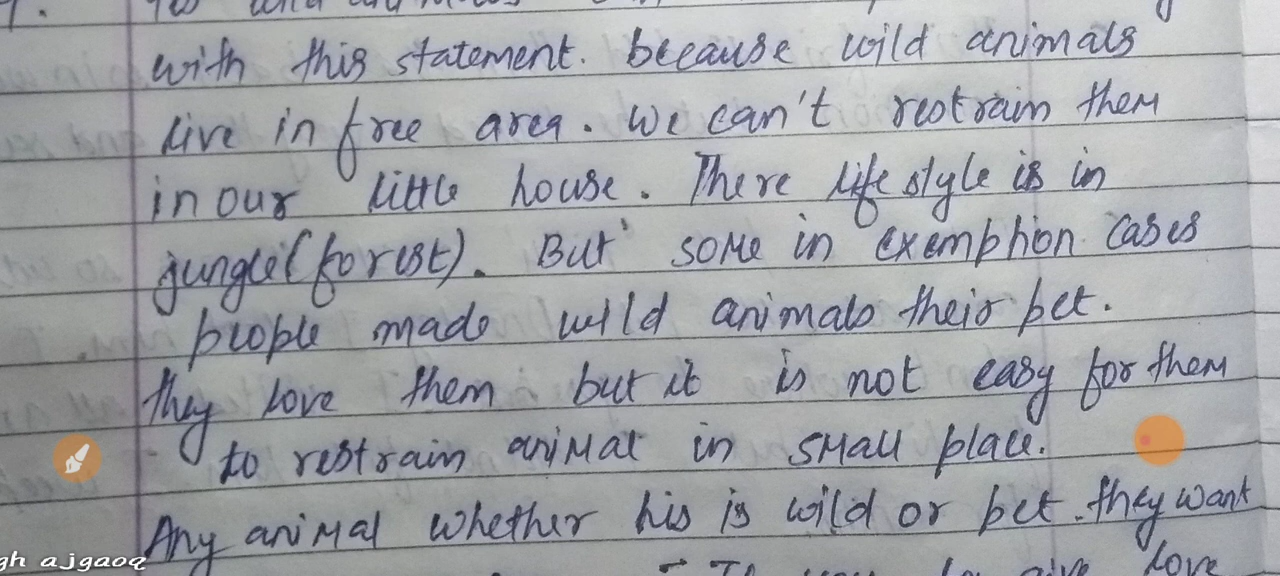 with this statement. because wild animals
live in free area. we can't restrain them
in our little house. There life style is in
jungle(forest). But some in exemption cases
people made wild animals their pet.
they love them but it is not easy for them
to restrain animal in small place.
Any animal whether his is wild or pet. they want
gh ajgaoq
love